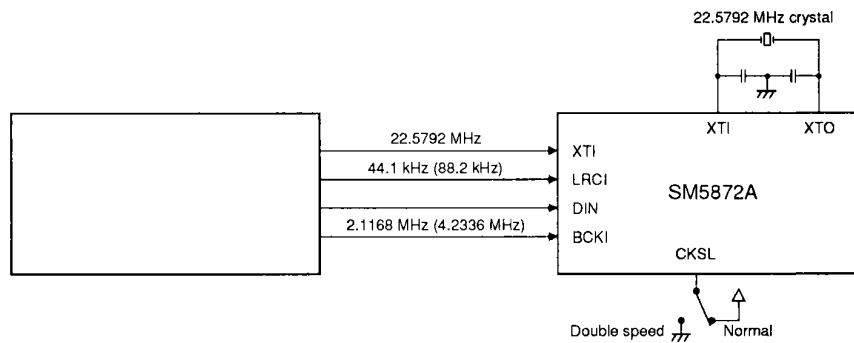 22.5792 MHz crystal
XTI
XTO
22.5792 MHz
XTI
44.1 kHz (88.2 kHz)
LRCI
SM5872A
DIN
2.1168 MHz (4.2336 MHz)
BCKI
CKSL
Double speed
Normal